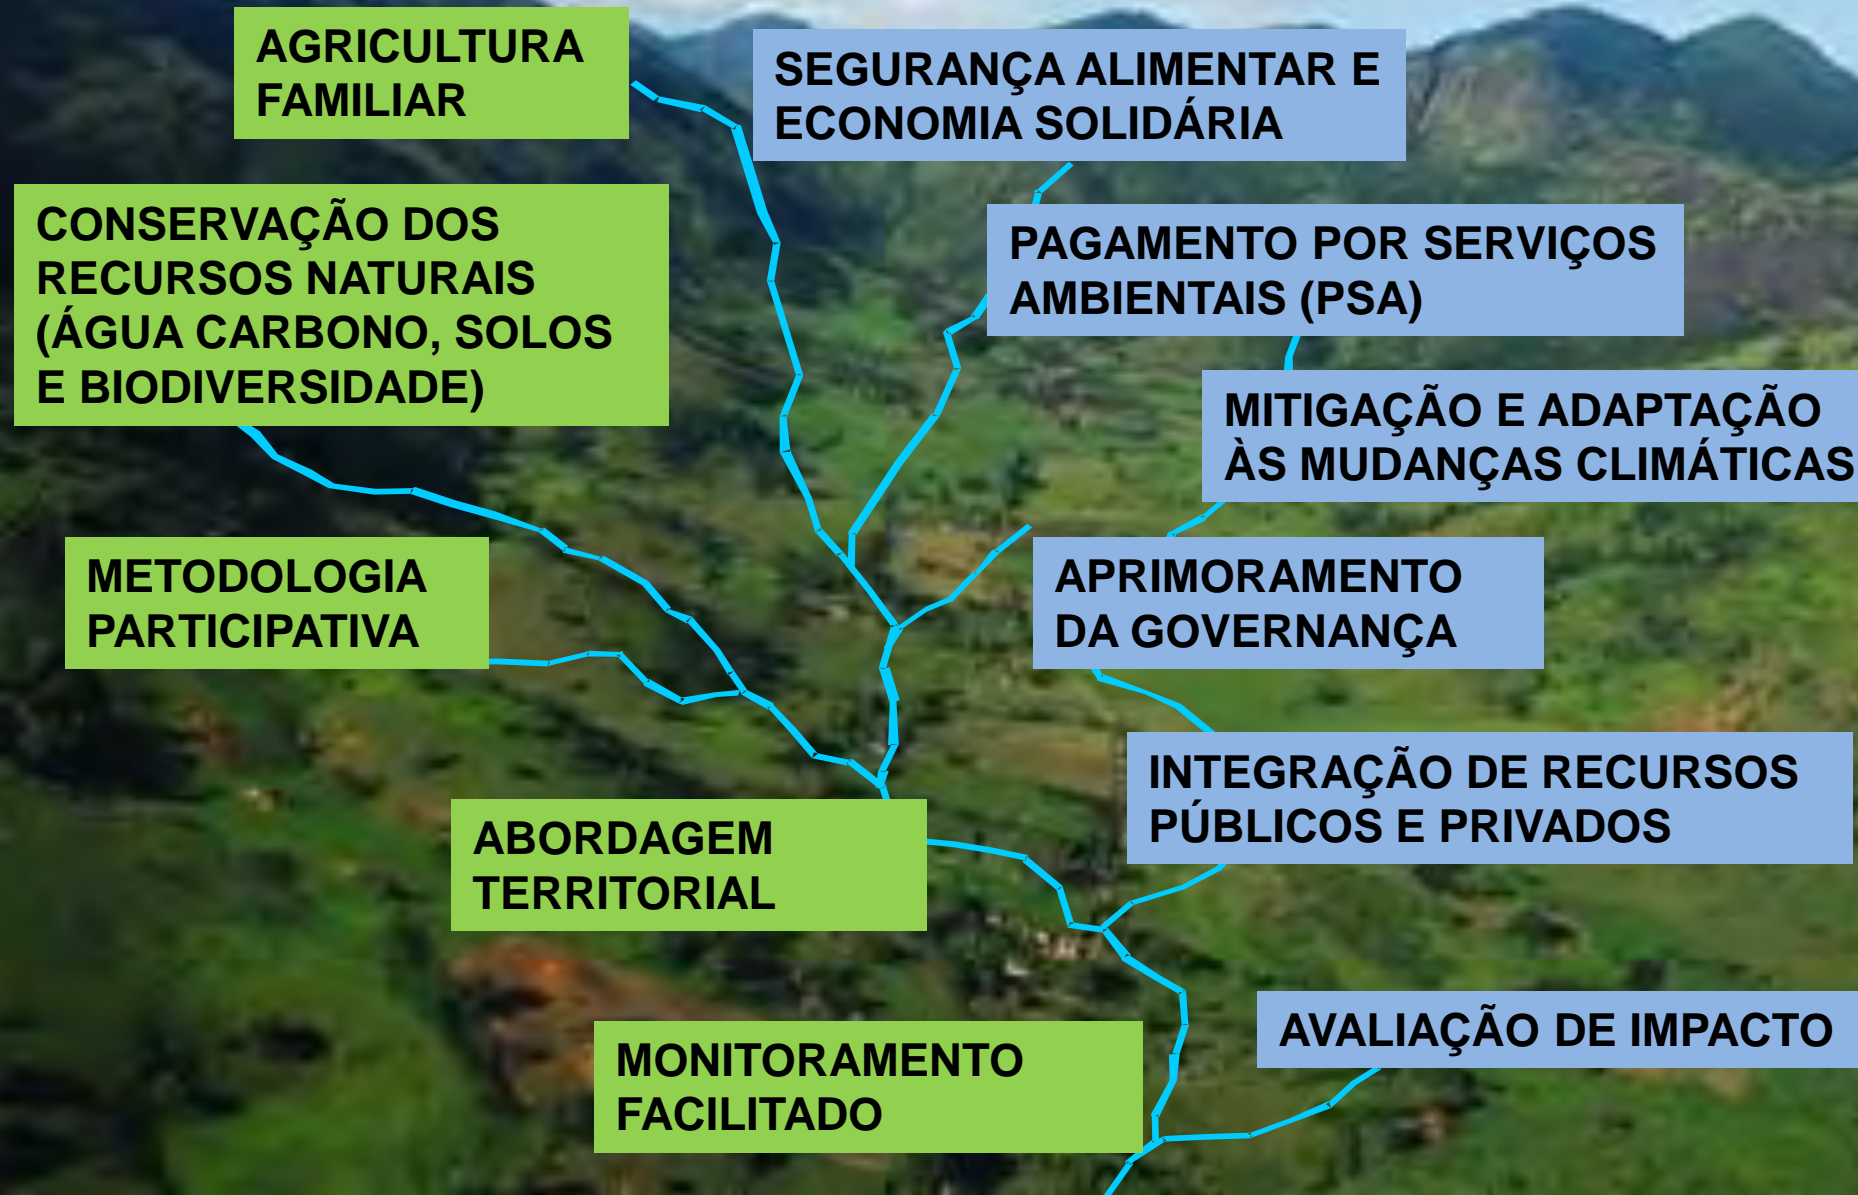 AGRICULTURA
FAMILIAR
SEGURANÇA ALIMENTAR E
ECONOMIA SOLIDÁRIA
CONSERVAÇÃO DOS
RECURSOS NATURAIS
(ÁGUA CARBONO, SOLOS
E BIODIVERSIDADE)
PAGAMENTO POR SERVIÇOS
AMBIENTAIS (PSA)
MITIGAÇÃO E ADAPTAÇÃO
ÀS MUDANÇAS CLIMÁTICAS
METODOLOGIA
PARTICIPATIVA
APRIMORAMENTO
DA GOVERNANÇA
INTEGRAÇÃO DE RECURSOS
PÚBLICOS E PRIVADOS
ABORDAGEM
TERRITORIAL
AVALIAÇÃO DE IMPACTO
MONITORAMENTO
FACILITADO